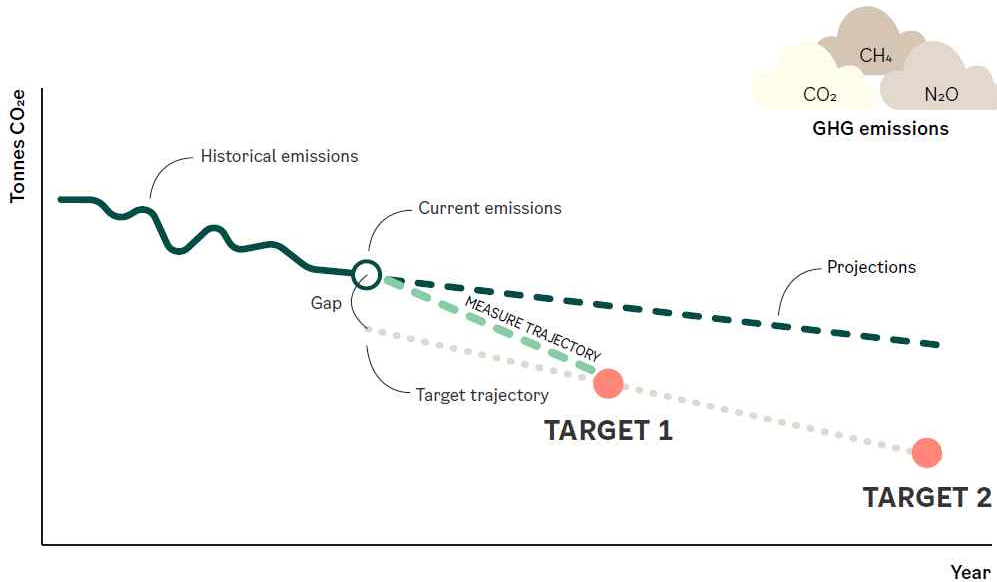 CH₄
CO₂
N₂O
GHG emissions
Tonnes CO₂e
Historical emissions
Current emissions
Projections
Gap
MEASURE TRAJECTORY
Target trajectory
TARGET 1
TARGET 2
Year